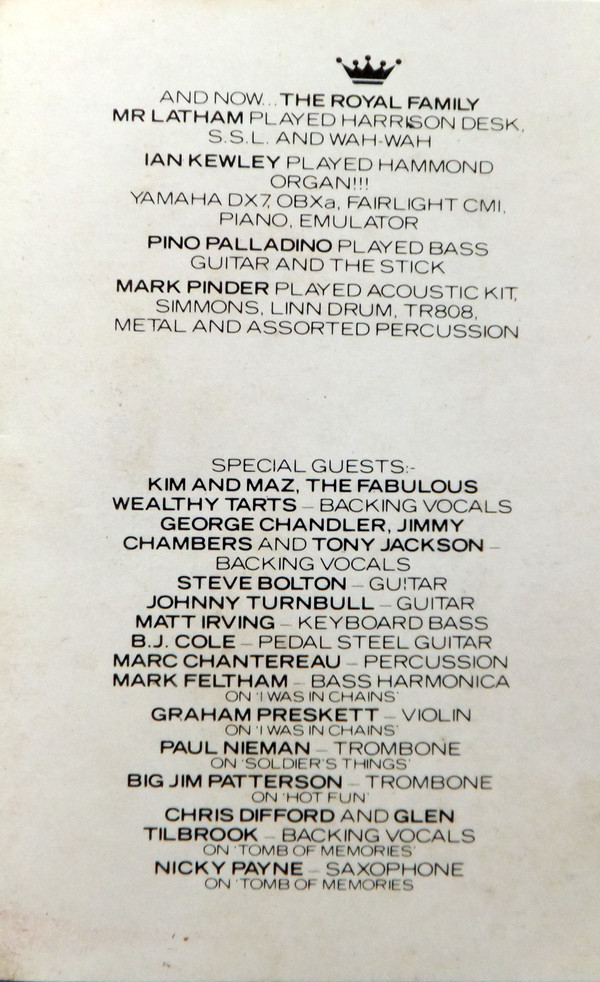 AND NOW... THE ROYAL FAMILY
MR LATHAM PLAYED HARRISON DESK,
S.S.L. AND WAH-WAH
IAN KEWLEY PLAYED HAMMOND
ORGAN!!!
YAMAHA DX7, OBXa, FAIRLIGHT CMI,
PIANO, EMULATOR
PINO PALLADINO PLAYED BASS
GUITAR AND THE STICK
MARK PINDER PLAYED ACOUSTIC KIT,
SIMMONS, LINN DRUM, TR808,
METAL AND ASSORTED PERCUSSION
SPECIAL GUESTS:-
KIM AND MAZ, THE FABULOUS
WEALTHY TARTS – BACKING VOCALS
GEORGE CHANDLER, JIMMY
CHAMBERS AND TONY JACKSON –
BACKING VOCALS
STEVE BOLTON – GUITAR
JOHNNY TURNBULL – GUITAR
MATT IRVING – KEYBOARD BASS
B.J. COLE – PEDAL STEEL GUITAR
MARC CHANTEREAU – PERCUSSION
MARK FELTHAM – BASS HARMONICA
ON 'I WAS IN CHAINS'
GRAHAM PRESKETT – VIOLIN
ON 'I WAS IN CHAINS'
PAUL NIEMAN – TROMBONE
ON 'SOLDIER'S THINGS'
BIG JIM PATTERSON – TROMBONE
ON 'HOT FUN'
CHRIS DIFFORD AND GLEN
TILBROOK – BACKING VOCALS
ON 'TOMB OF MEMORIES'
NICKY PAYNE – SAXOPHONE
ON 'TOMB OF MEMORIES